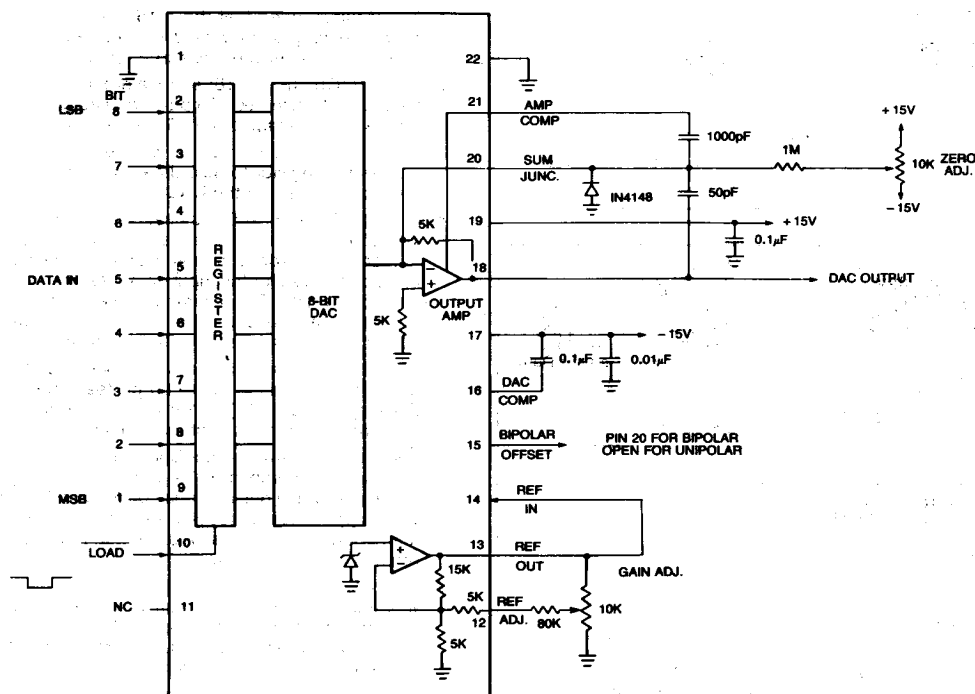 1
22
BIT
LSB 8 2
7 3
6 4
DATA IN 5 5
4 6
3 7
2 8
MSB 1 9
LOAD 10
NC 11
REGISTER
8-BIT
DAC
5K
5K
OUTPUT
AMP
21 AMP
COMP
1000pF
20 SUM
JUNC.
IN4148
50pF
1M
+15V
10K
ZERO
ADJ.
-15V
19 +15V
0.1µF
18 DAC OUTPUT
17 -15V
0.1µF 0.01µF
16 DAC
COMP
15 BIPOLAR
OFFSET
PIN 20 FOR BIPOLAR
OPEN FOR UNIPOLAR
14 REF
IN
13 REF
OUT
GAIN ADJ.
+
-
15K
5K
12 REF
ADJ.
80K
10K
5K